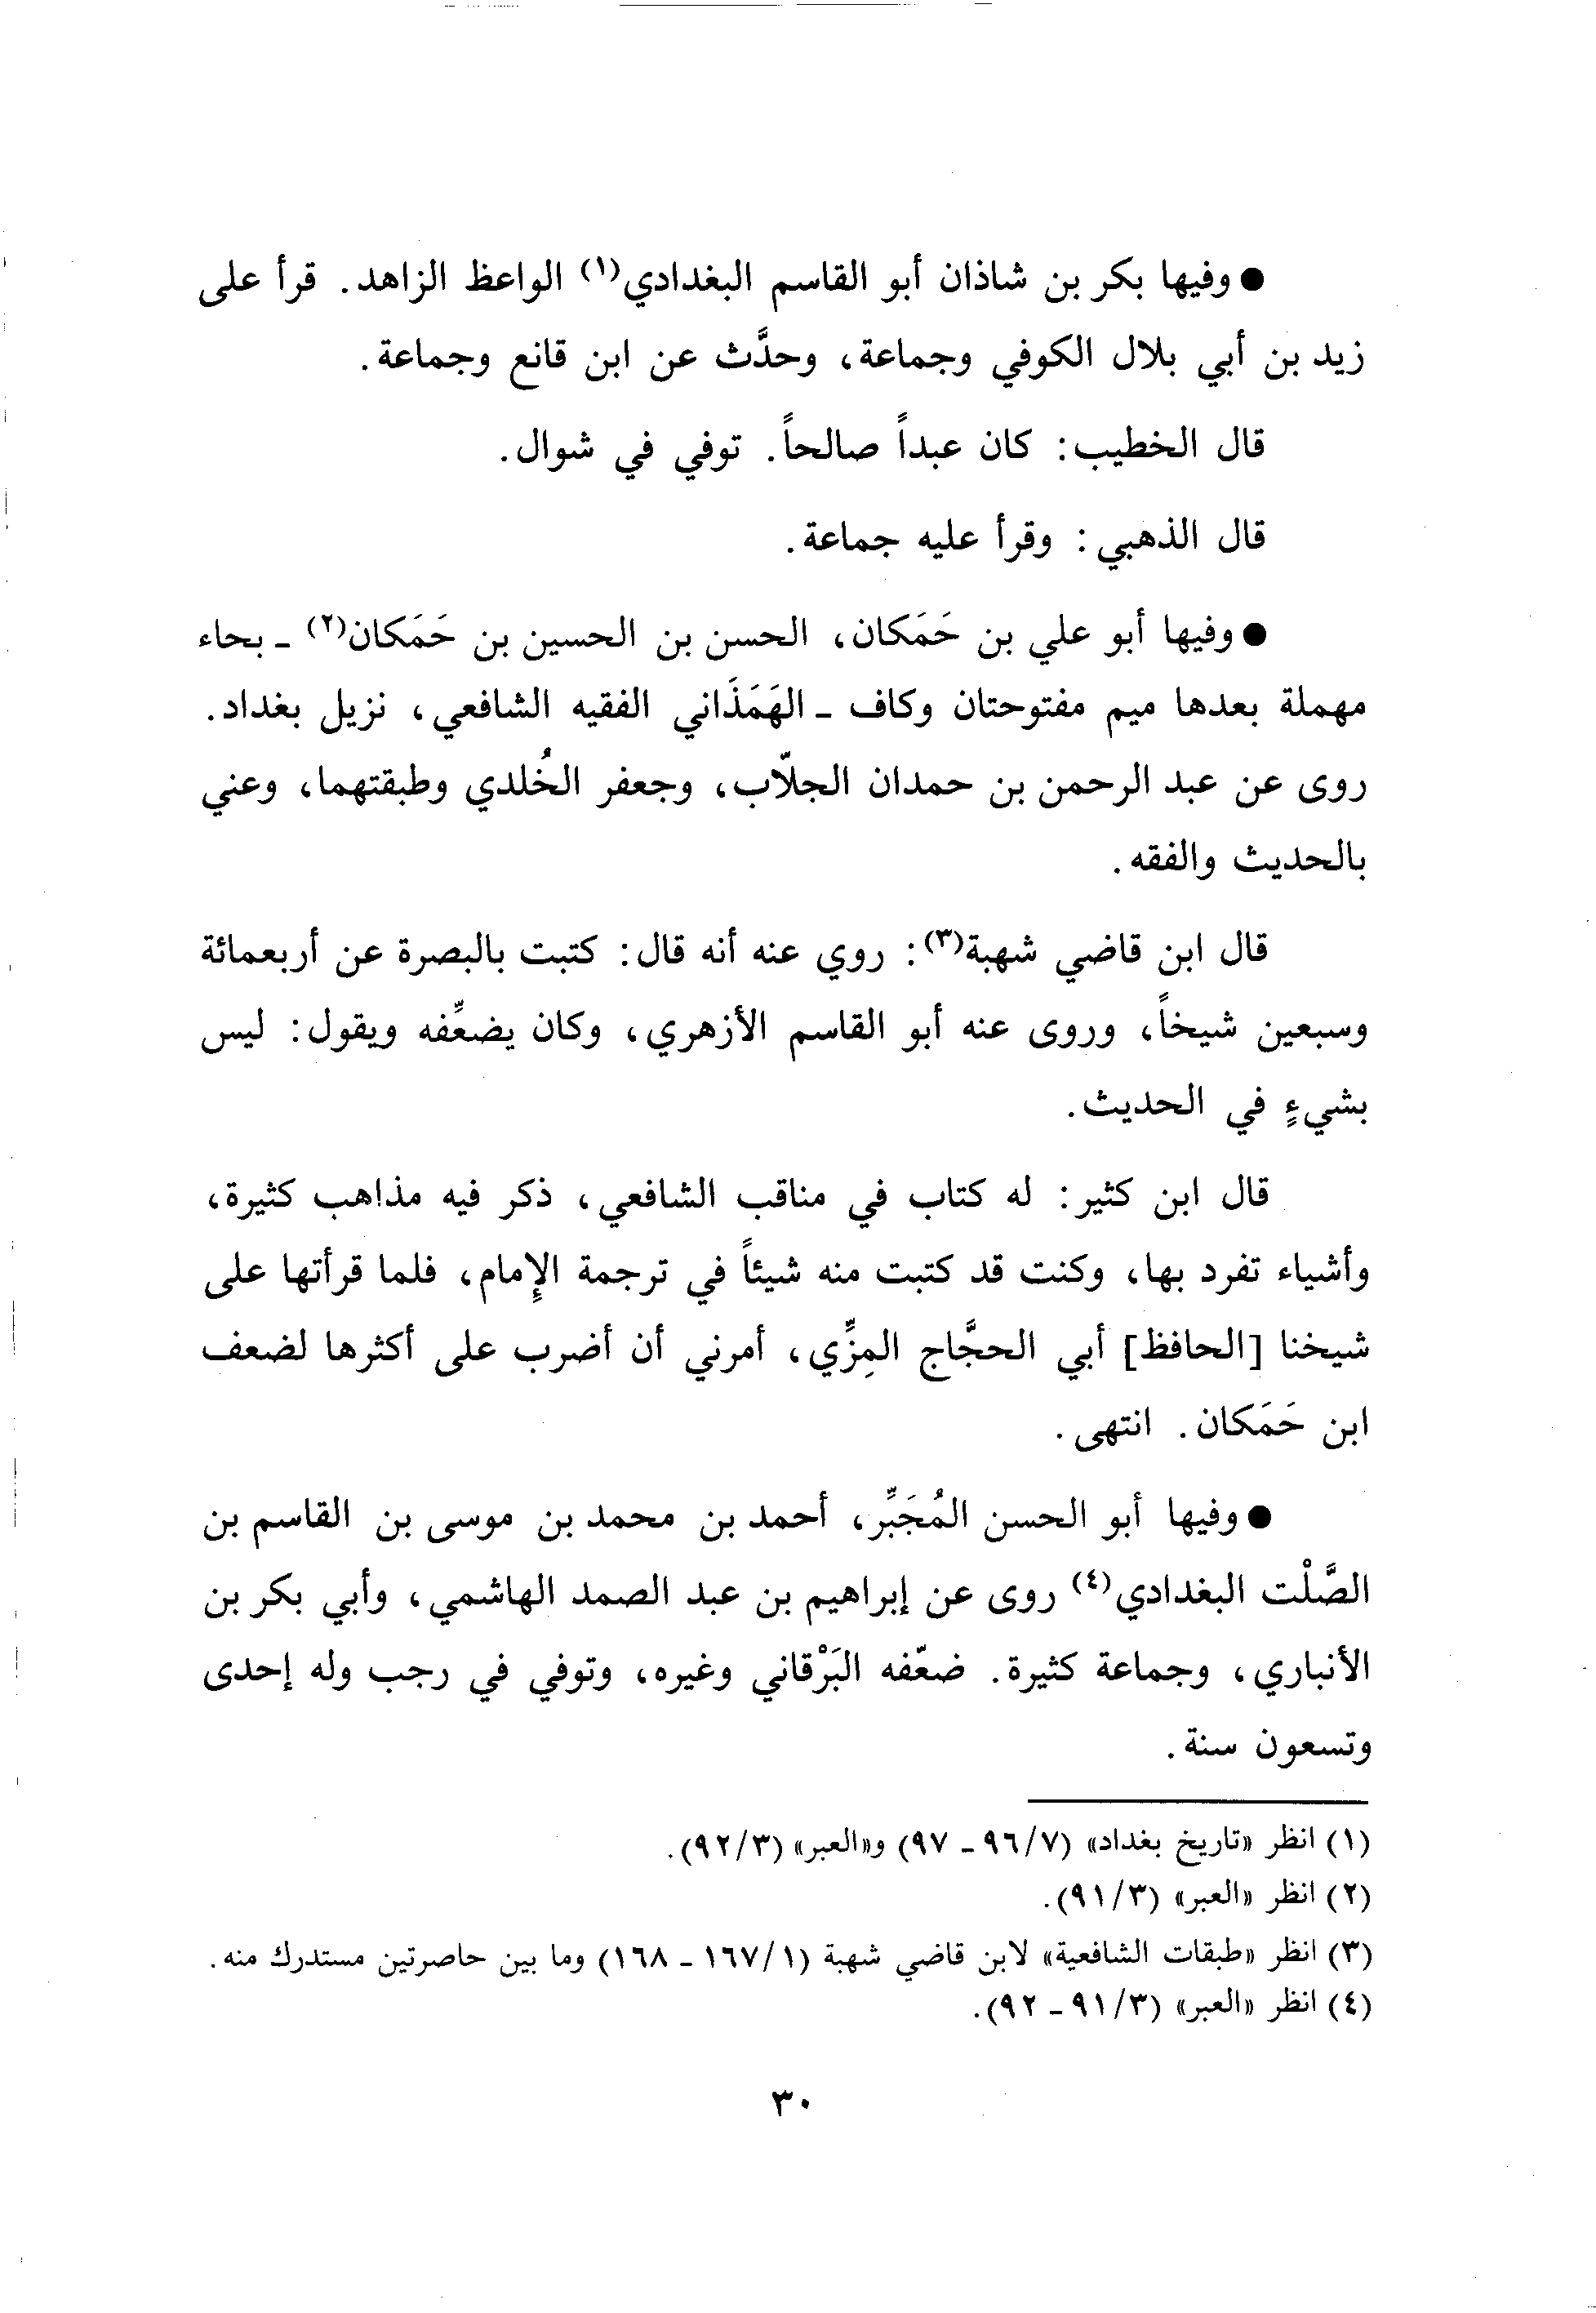 ● وفيها بكر بن شاذان أبو القاسم البغدادي(١) الواعظ الزاهد. قرأ على
زيد بن أبي بلال الكوفي وجماعة، وحدَّث عن ابن قانع وجماعة.
قال الخطيب: كان عبداً صالحاً. توفي في شوال.
قال الذهبي: وقرأ عليه جماعة.
● وفيها أبو علي بن حَمَكان، الحسن بن الحسين بن حَمَكان(٢) ـ بحاء
مهملة بعدها ميم مفتوحتان وكاف ـ الهَمَذَاني الفقيه الشافعي، نزيل بغداد.
روى عن عبد الرحمن بن حمدان الجلّاب، وجعفر الخُلدي وطبقتهما، وعني
بالحديث والفقه.
قال ابن قاضي شهبة(٣): روي عنه أنه قال: كتبت بالبصرة عن أربعمائة
وسبعين شيخاً، وروى عنه أبو القاسم الأزهري، وكان يضعِّفه ويقول: ليس
بشيءٍ في الحديث.
قال ابن كثير: له كتاب في مناقب الشافعي، ذكر فيه مذاهب كثيرة،
وأشياء تفرد بها، وكنت قد كتبت منه شيئاً في ترجمة الإِمام، فلما قرأتها على
شيخنا [الحافظ] أبي الحجَّاج المِزِّي، أمرني أن أضرب على أكثرها لضعف
ابن حَمَكان. انتهى.
● وفيها أبو الحسن المُجَبِّر، أحمد بن محمد بن موسى بن القاسم بن
الصَّلْت البغدادي(٤) روى عن إبراهيم بن عبد الصمد الهاشمي، وأبي بكر بن
الأنباري، وجماعة كثيرة. ضعّفه البَرْقاني وغيره، وتوفي في رجب وله إحدى
وتسعون سنة.
(١) انظر «تاريخ بغداد» (٧/٩٦ ـ ٩٧) و«العبر» (٣/٩٢).
(٢) انظر «العبر» (٣/٩١).
(٣) انظر «طبقات الشافعية» لابن قاضي شهبة (١/١٦٧ ـ ١٦٨) وما بين حاصرتين مستدرك منه.
(٤) انظر «العبر» (٣/٩١ ـ ٩٢).
٣٠